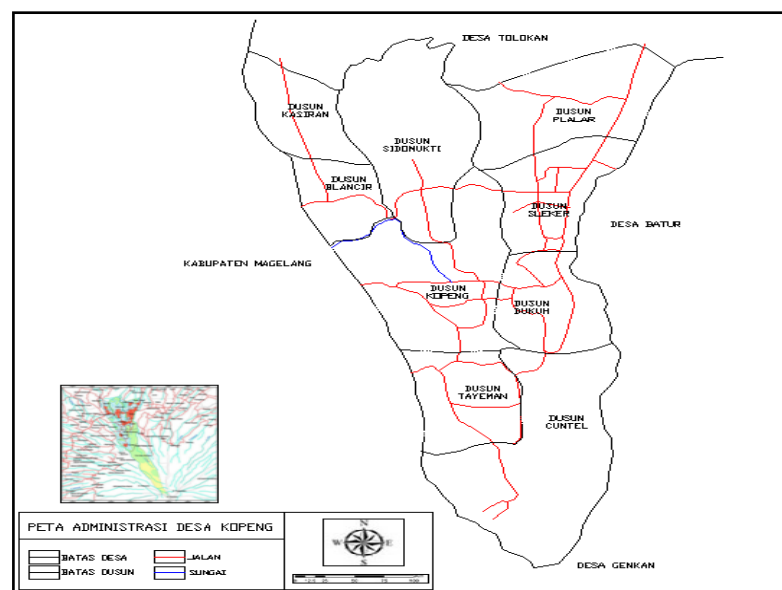 DESA TOLOKAN
DUSUN
KASIRAN
DUSUN
PLALAR
DUSUN
SIDOMUKTI
DUSUN
BLANCIR
DUSUN
SLEKER
DESA BATUR
KABUPATEN MAGELANG
DUSUN
KOPENG
DUSUN
DUKUH
DUSUN
TAYEMAN
DUSUN
CUNTEL
PETA ADMINISTRASI DESA KOPENG
BATAS DESA
JALAN
BATAS DUSUN
SUNGAI
N
W
E
S
DESA GENKAN